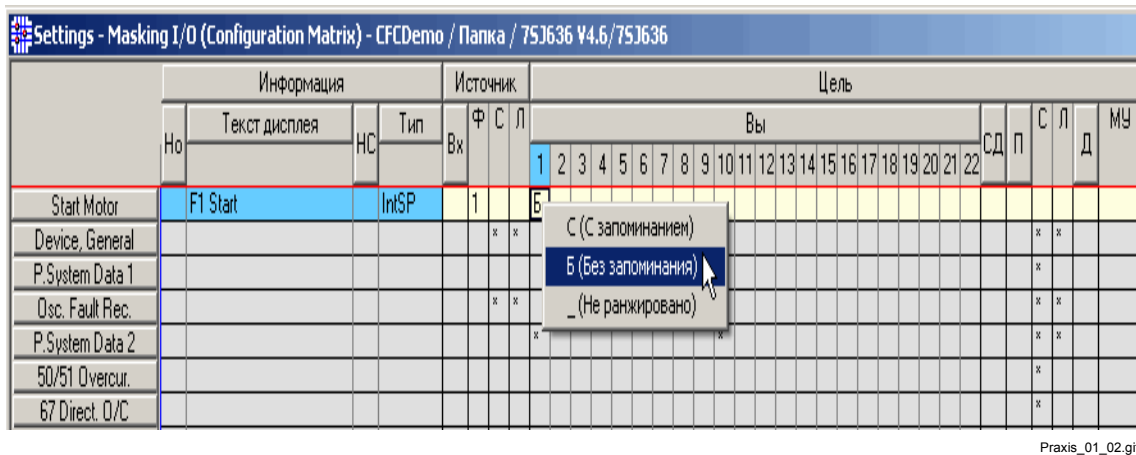 Settings - Masking I/O (Configuration Matrix) - CFCDemo / Папка / 7SJ636 V4.6/7SJ636
Информация Источник Цель
Но Текст дисплея НС Тип Вх Ф С Л Вы СД П С Л Д МУ
1 2 3 4 5 6 7 8 9 10 11 12 13 14 15 16 17 18 19 20 21 22
Start Motor F1 Start IntSP 1 Б
С (С запоминанием)
Device, General x x x x
Б (Без запоминания)
P.System Data 1 x
_ (Не ранжировано)
Osc. Fault Rec. x x x x
P.System Data 2 x x x x
50/51 Overcur. x
67 Direct. O/C x
Praxis_01_02.gi